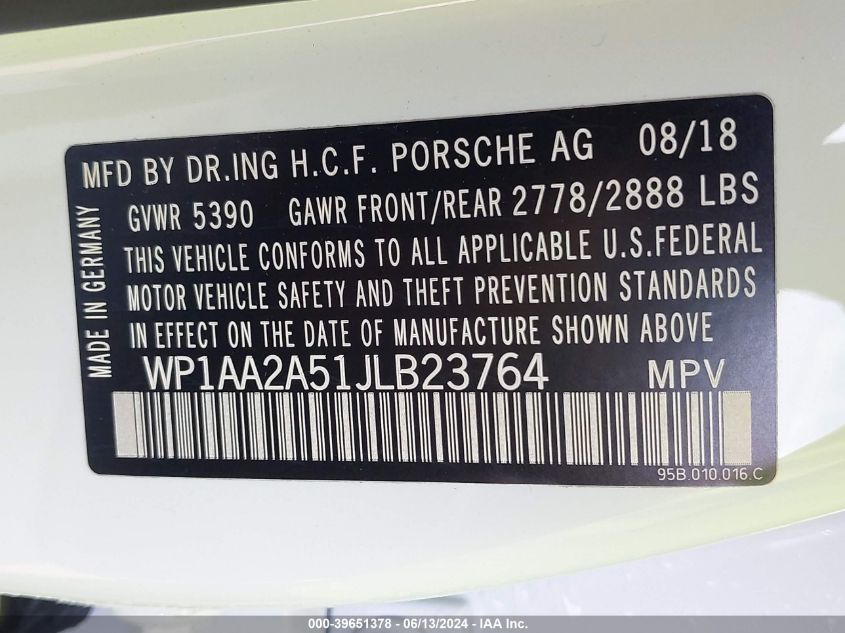 MFD BY DR.ING H.C.F. PORSCHE AG 08/18
GVWR 5390 GAWR FRONT/REAR 2778/2888 LBS
THIS VEHICLE CONFORMS TO ALL APPLICABLE U.S.FEDERAL
MOTOR VEHICLE SAFETY AND THEFT PREVENTION STANDARDS
IN EFFECT ON THE DATE OF MANUFACTURE SHOWN ABOVE
MADE IN GERMANY
WP1AA2A51JLB23764 MPV
95B.010.016.C
000-39651378 - 06/13/2024 - IAA Inc.